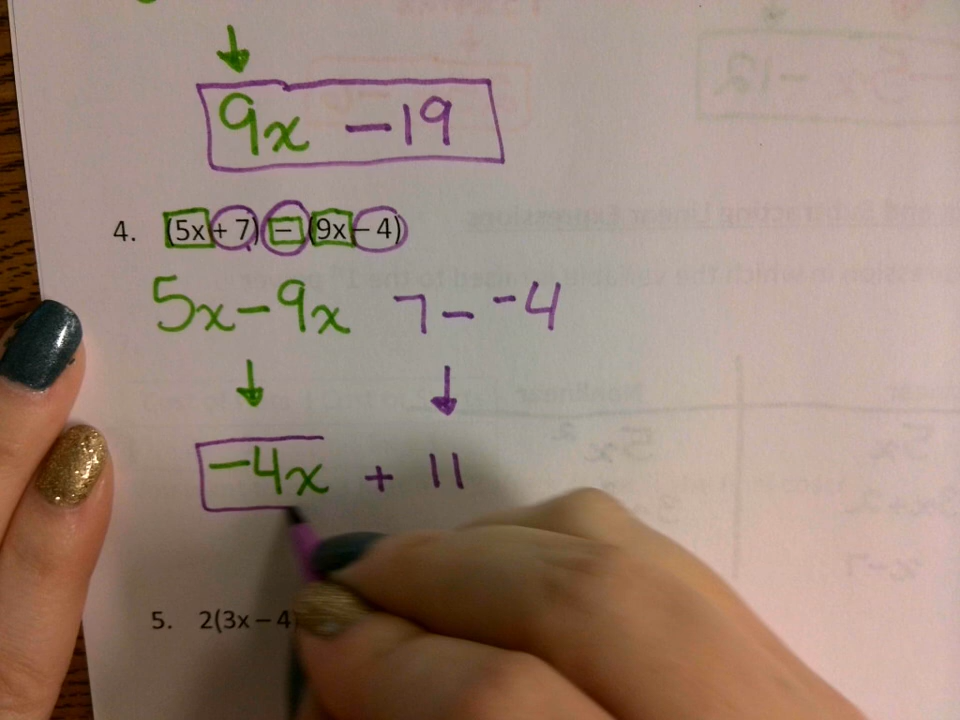 9x - 19
4. (5x + 7) - (9x - 4)
5x - 9x 7 - -4
-4x + 11
5. 2(3x - 4)